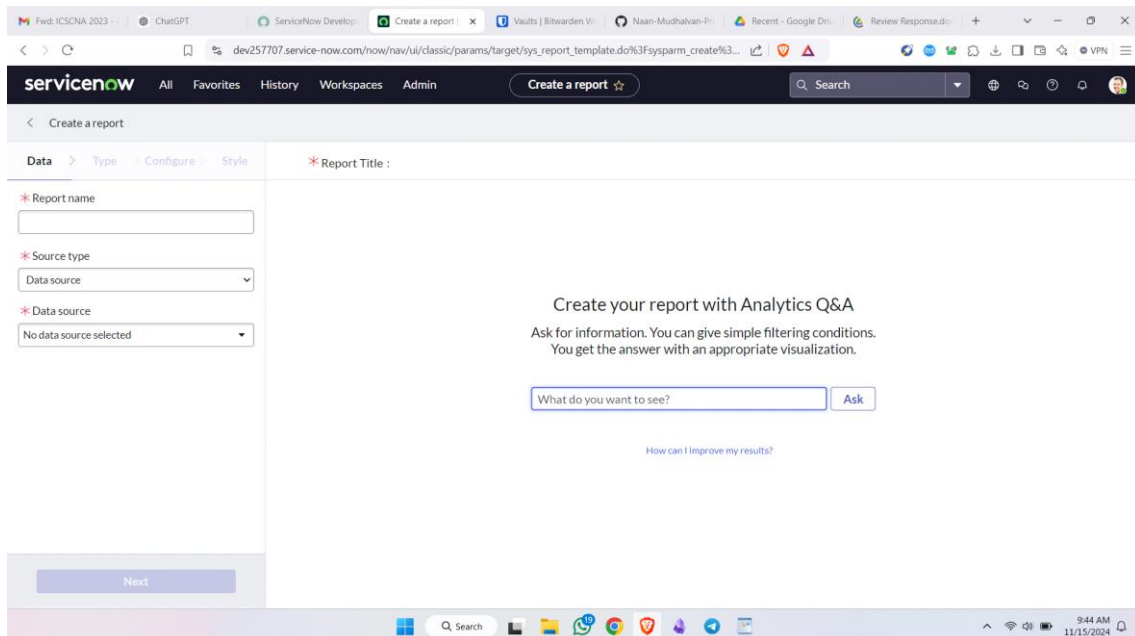 Fwd: ICSCNA 2023 -
ChatGPT
ServiceNow Develop
Create a report |
Vaults | Bitwarden W
Naan-Mudhalvan-Pr
Recent - Google Driv
Review Response.do
dev257707.service-now.com/now/nav/ui/classic/params/target/sys_report_template.do%3Fsysparm_create%3...
VPN
servicenow
All Favorites History Workspaces Admin
Create a report
Search
Create a report
Data Type Configure Style
* Report Title :
* Report name
* Source type
Data source
* Data source
No data source selected
Create your report with Analytics Q&A
Ask for information. You can give simple filtering conditions.
You get the answer with an appropriate visualization.
What do you want to see?
Ask
How can I improve my results?
Next
Search
19
9:44 AM
11/15/2024